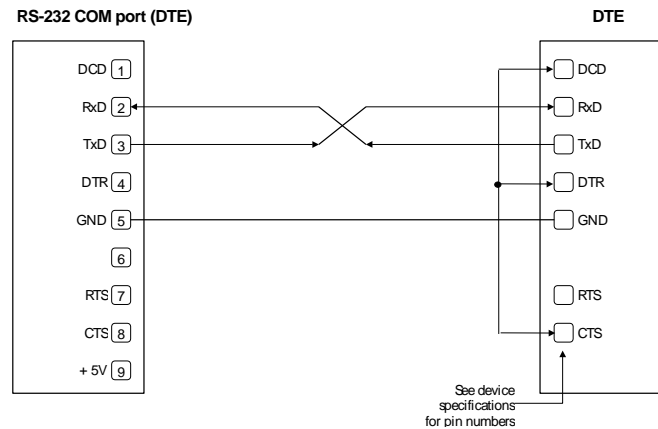 RS-232 COM port (DTE)
DTE
DCD 1
DCD
RxD 2
RxD
TxD 3
TxD
DTR 4
DTR
GND 5
GND
6
RTS 7
RTS
CTS 8
CTS
+ 5V 9
See device
specifications
for pin numbers